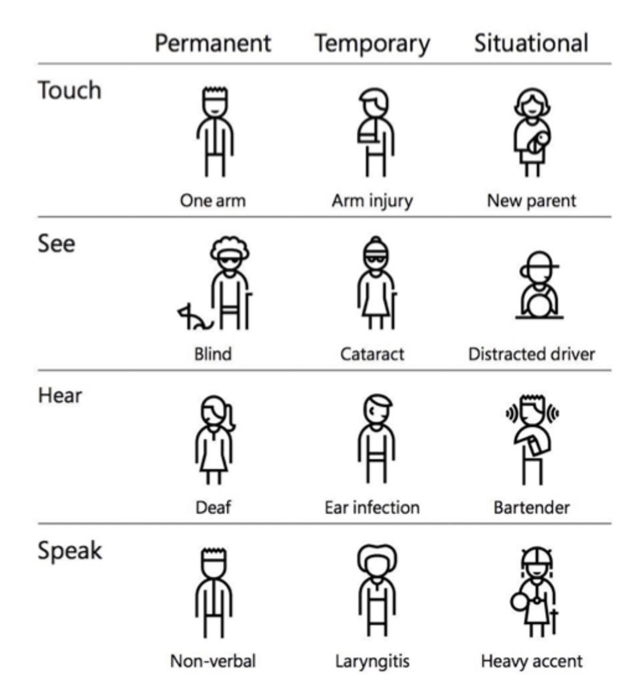 Permanent Temporary Situational
Touch
One arm Arm injury New parent
See
Blind Cataract Distracted driver
Hear
Deaf Ear infection Bartender
Speak
Non-verbal Laryngitis Heavy accent